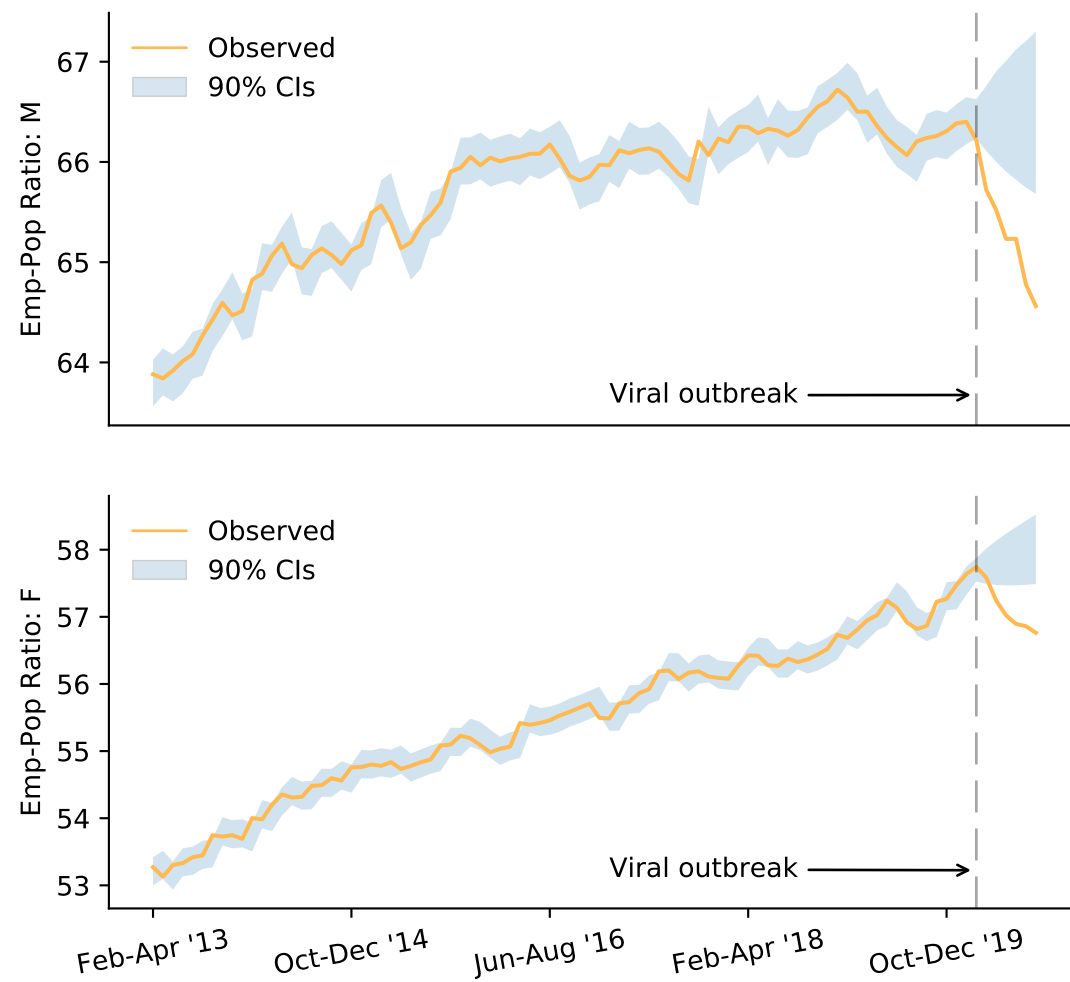 Emp-Pop Ratio: M
67
66
65
64
Observed
90% CIs
Viral outbreak
Emp-Pop Ratio: F
58
57
56
55
54
53
Observed
90% CIs
Viral outbreak
Feb-Apr '13
Oct-Dec '14
Jun-Aug '16
Feb-Apr '18
Oct-Dec '19